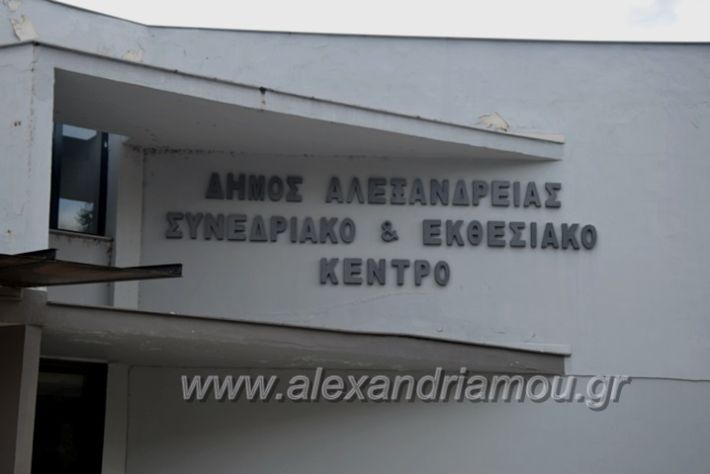 ΔΗΜΟΣ ΑΛΕΞΑΝΔΡΕΙΑΣ
ΣΥΝΕΔΡΙΑΚΟ & ΕΚΘΕΣΙΑΚΟ
ΚΕΝΤΡΟ
www.alexandriamou.gr